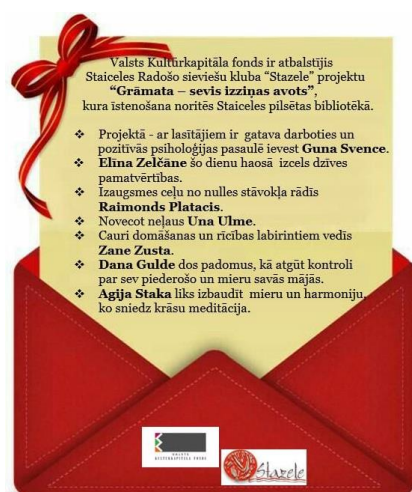 Valsts Kultūrkapitāla fonds ir atbalstījis
Staiceles Radošo sieviešu kluba “Stazele” projektu
“Grāmata – sevis izziņas avots”,
kura īstenošana noritēs Staiceles pilsētas bibliotēkā.
❖ Projektā - ar lasītājiem ir gatava darboties un
pozitīvās psiholoģijas pasaulē ievest Guna Svence.
❖ Elīna Zelčāne šo dienu haosā izcels dzīves
pamatvērtības.
❖ Izaugsmes ceļu no nulles stāvokļa rādīs
Raimonds Platacis.
❖ Novecot neļaus Una Ulme.
❖ Cauri domāšanas un rīcības labirintiem vedīs
Zane Zusta.
❖ Dana Gulde dos padomus, kā atgūt kontroli
par sev piederošo un mieru savās mājās.
❖ Agija Staka liks izbaudīt mieru un harmoniju,
ko sniedz krāsu meditācija.
VALSTS
KULTŪRKAPITĀLA FONDS
Stazele